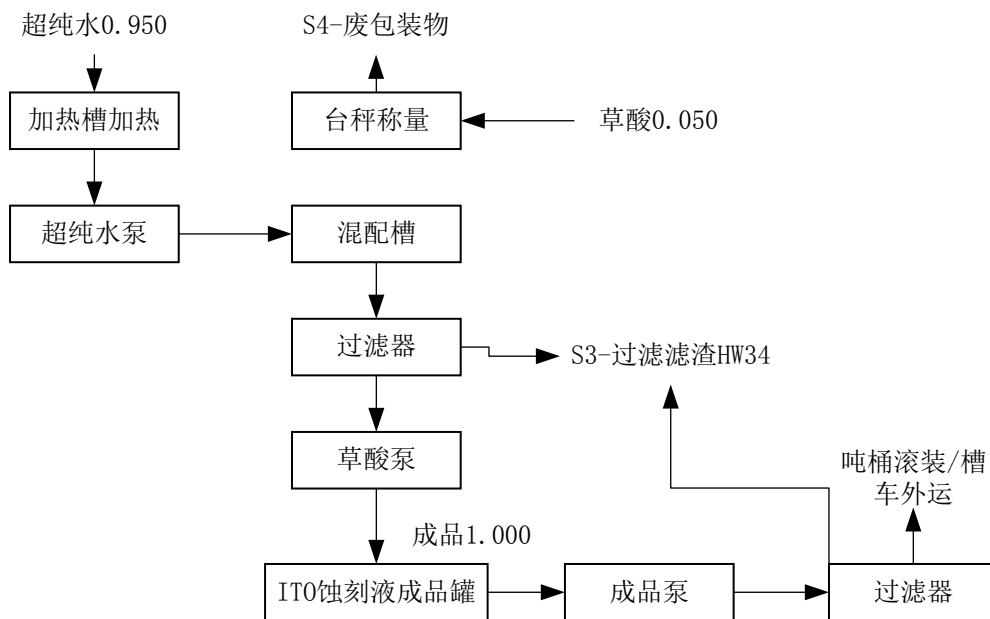 超纯水0.950
S4-废包装物
加热槽加热
台秤称量
草酸0.050
超纯水泵
混配槽
过滤器
S3-过滤滤渣HW34
草酸泵
吨桶滚装/槽
车外运
成品1.000
ITO蚀刻液成品罐
成品泵
过滤器